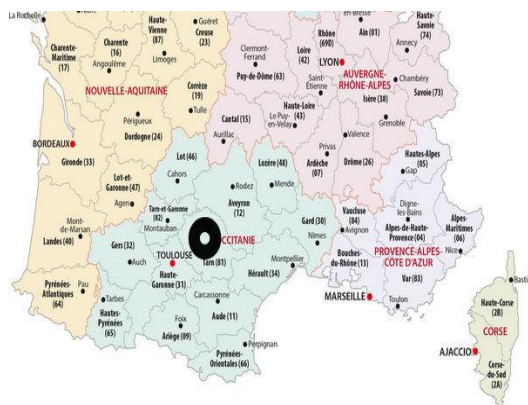 La Rochelle
Charente-
Maritime
(17)
Charente
(16)
Angoulême
Haute-
Vienne
(87)
Limoges
Guéret
Creuse
(23)
NOUVELLE-AQUITAINE
Corrèze
(19)
Tulle
Périgueux
Dordogne (24)
BORDEAUX
Gironde (33)
Lot-et-
Garonne
(47)
Agen
Mont-
de-Marsan
Landes (40)
Pyrénées-
Atlantiques
(64)
Pau
Clermont-
Ferrand
Puy-de-Dôme (63)
Loire
(42)
Saint-
Étienne
Rhône
(69D)
LYON
en-Bresse
Ain (01)
Haute-
Savoie
(74)
Annecy
Chambéry
Savoie (73)
AUVERGNE-
RHÔNE-ALPES
Isère (38)
Grenoble
Cantal (15)
Aurillac
Haute-Loire
(43)
Le Puy-
en-Velay
Privas
Ardèche
(07)
Valence
Drôme (26)
Lot (46)
Cahors
Lozère (48)
Mende
Rodez
Aveyron
(12)
Tarn-et-Garonne
(82)
Montauban
CCITANIE
Gers (32)
Auch
TOULOUSE
Haute-
Garonne
(31)
Tarn (81)
Gard (30)
Nîmes
Montpellier
Hérault (34)
Tarbes
Hautes-
Pyrénées
(65)
Foix
Ariège (09)
Carcassonne
Aude (11)
Perpignan
Pyrénées-
Orientales (66)
Hautes-Alpes
(05)
Gap
Vaucluse
(84)
Avignon
Digne-
les-Bains
Alpes-de-Haute-
Provence (04)
Alpes-
Maritimes
(06)
Nice
Bouches-
du-Rhône (13)
PROVENCE-ALPES-
CÔTE D'AZUR
Var (83)
MARSEILLE
Toulon
Basti
Haute-Corse
(2B)
CORSE
AJACCIO
Corse-
du-Sud
(2A)